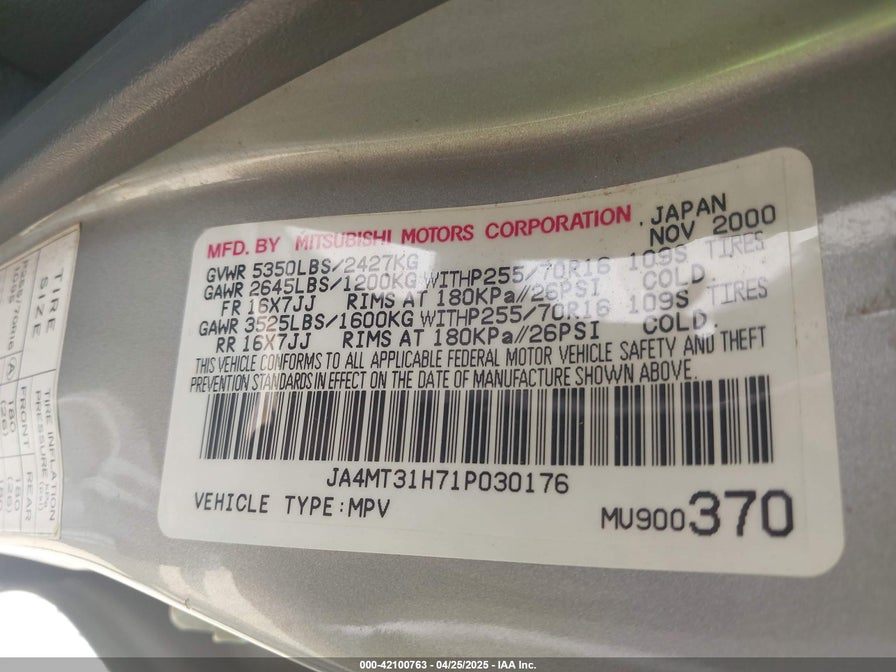 MFD. BY MITSUBISHI MOTORS CORPORATION. JAPAN
NOV 2000
GVWR 5350LBS/2427KG
GAWR 2645LBS/1200KG WITHP255/70R16 109S TIRES
FR 16X7JJ RIMS AT 180KPa//26PSI COLD.
GAWR 3525LBS/1600KG WITHP255/70R16 109S TIRES
RR 16X7JJ RIMS AT 180KPa//26PSI COLD.
THIS VEHICLE CONFORMS TO ALL APPLICABLE FEDERAL MOTOR VEHICLE SAFETY AND THEFT
PREVENTION STANDARDS IN EFFECT ON THE DATE OF MANUFACTURE SHOWN ABOVE.
JA4MT31H71P030176
VEHICLE TYPE:MPV
MU900370
TIRE SIZE
TIRE INFLATION
PRESSURE
FRONT
REAR
180
(26)
180
(26)
000-42100763 / 04/25/2025 - IAA Inc.